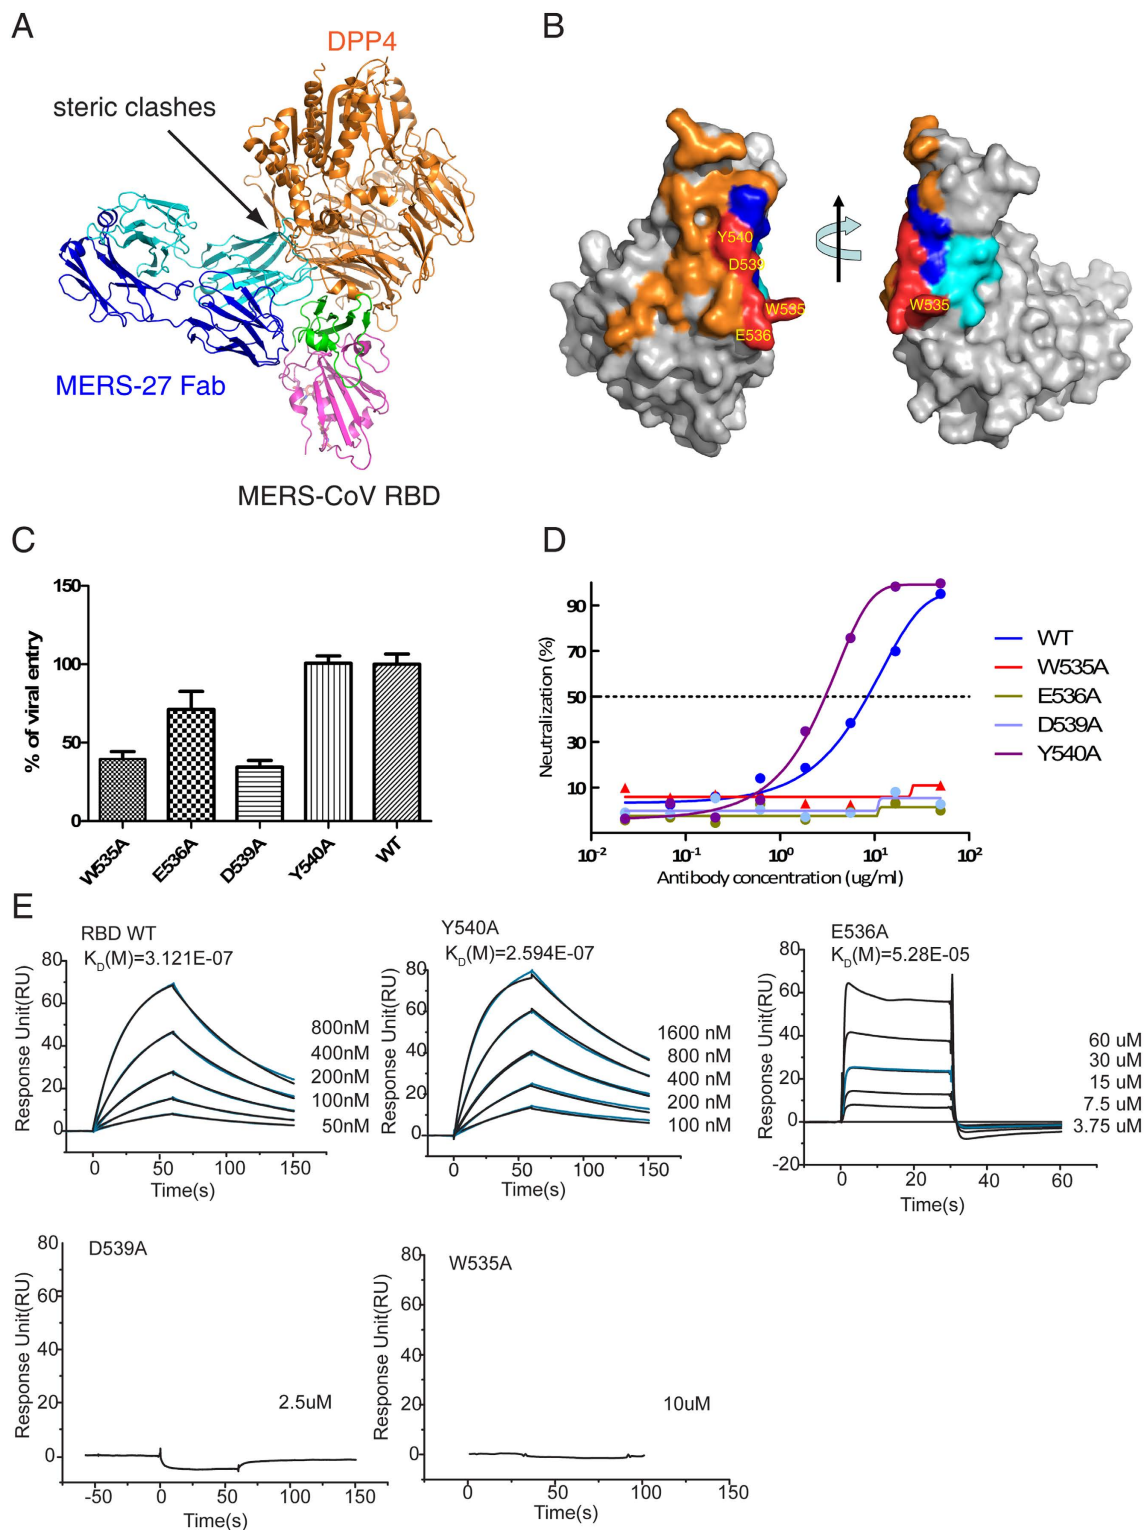 A
DPP4
steric clashes
MERS-27 Fab
MERS-CoV RBD
B
Y540
D539
W535
E536
W535
C
% of viral entry
150
100
50
0
W535A
E536A
D539A
Y540A
WT
D
Neutralization (%)
90
70
50
30
10
10⁻²
10⁻¹
10⁰
10¹
10²
Antibody concentration (ug/ml)
WT
W535A
E536A
D539A
Y540A
E
RBD WT
K_D(M)=3.121E-07
Response Unit(RU)
80
60
40
20
0
800nM
400nM
200nM
100nM
50nM
0
50
100
150
Time(s)
Y540A
K_D(M)=2.594E-07
Response Unit(RU)
80
60
40
20
0
1600 nM
800 nM
400 nM
200 nM
100 nM
0
50
100
150
Time(s)
E536A
K_D(M)=5.28E-05
Response Unit(RU)
80
60
40
20
0
-20
60 uM
30 uM
15 uM
7.5 uM
3.75 uM
0
20
40
60
Time(s)
D539A
Response Unit(RU)
80
60
40
20
0
2.5uM
-50
0
50
100
150
Time(s)
W535A
Response Unit(RU)
80
60
40
20
0
10uM
0
50
100
150
Time(s)